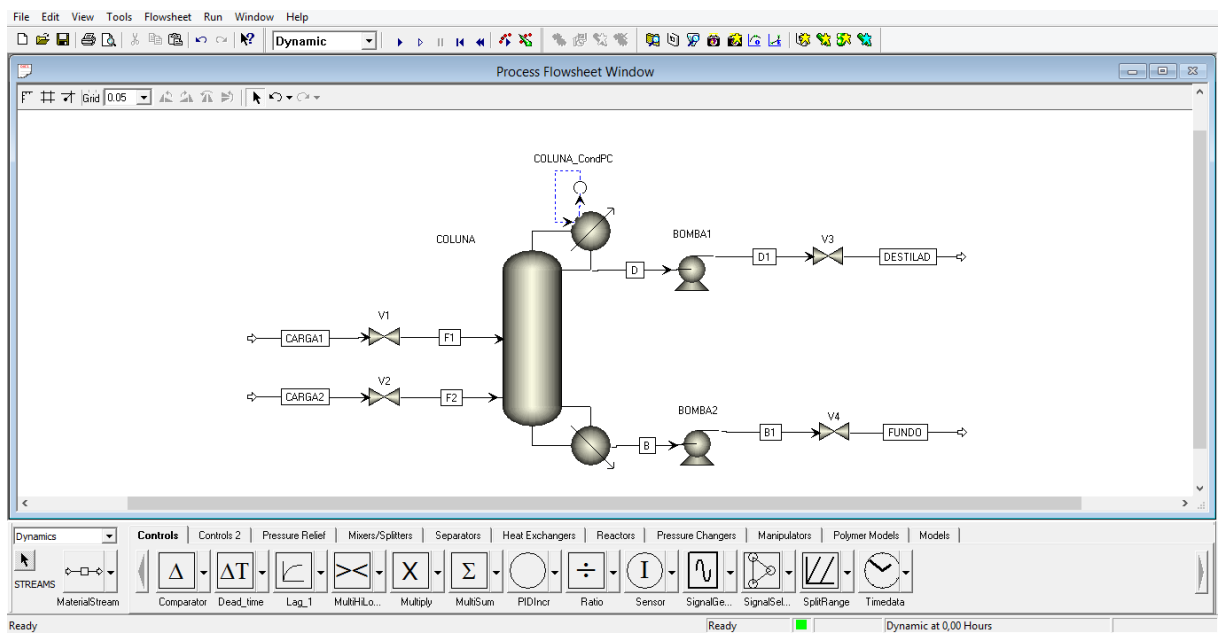 File Edit View Tools Flowsheet Run Window Help
Dynamic
Process Flowsheet Window
Grid 0.05
COLUNA_CondPC
COLUNA
BOMBA1
D
D1
V3
DESTILAD
V1
CARGA1
F1
V2
CARGA2
F2
BOMBA2
B
B1
V4
FUNDO
Dynamics
Controls Controls 2 Pressure Relief Mixers/Splitters Separators Heat Exchangers Reactors Pressure Changers Manipulators Polymer Models Models
Δ ΔT >< X Σ ÷ I
STREAMS
MaterialStream Comparator Dead_time Lag_1 MultiHiLo... Multiply MultiSum PIDIncr Ratio Sensor SignalGe... SignalSel... SplitRange Timedata
Ready Ready Dynamic at 0,00 Hours